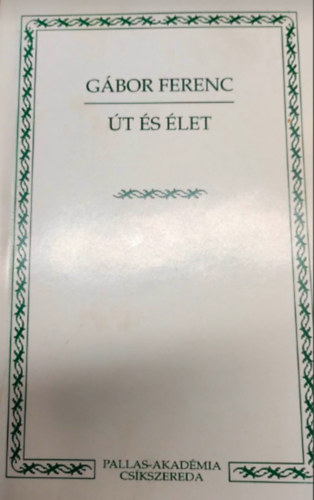 GÁBOR FERENC
ÚT ÉS ÉLET
PALLAS-AKADÉMIA
CSÍKSZEREDA